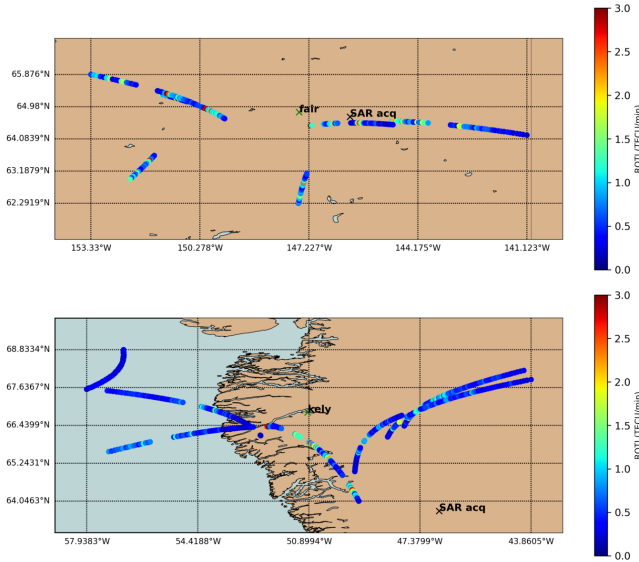 3.0
65.876°N
2.5
64.98°N
fair
SAR acq
2.0
64.0839°N
1.5
ROTI (TECU/min)
63.1879°N
1.0
62.2919°N
0.5
153.33°W 150.278°W 147.227°W 144.175°W 141.123°W
0.0
3.0
68.8334°N
2.5
67.6367°N
2.0
kely
66.4399°N
1.5
ROTI (TECU/min)
65.2431°N
1.0
64.0463°N
SAR acq
0.5
57.9383°W 54.4188°W 50.8994°W 47.3799°W 43.8605°W
0.0